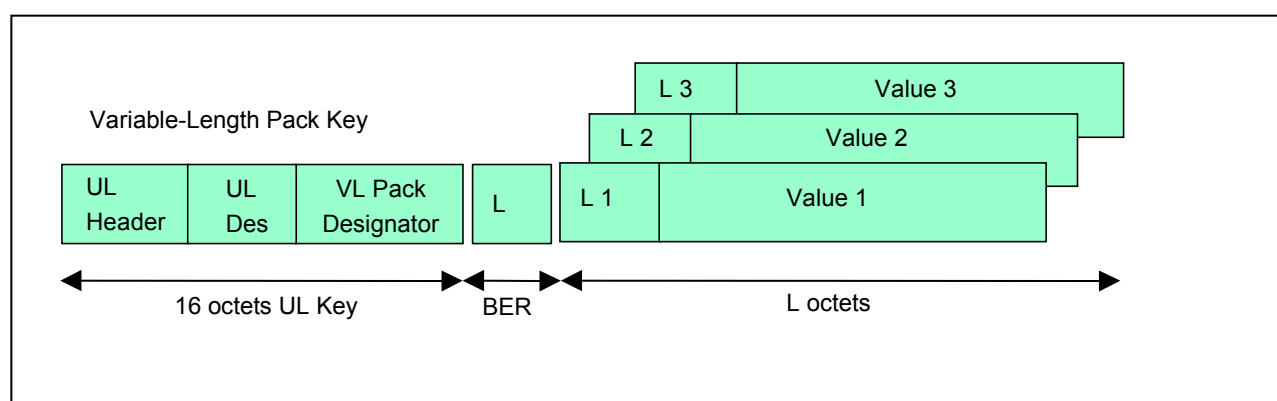 L 3 Value 3
Variable-Length Pack Key
L 2 Value 2
UL Header
UL Des
VL Pack Designator
L
L 1 Value 1
16 octets UL Key
BER
L octets